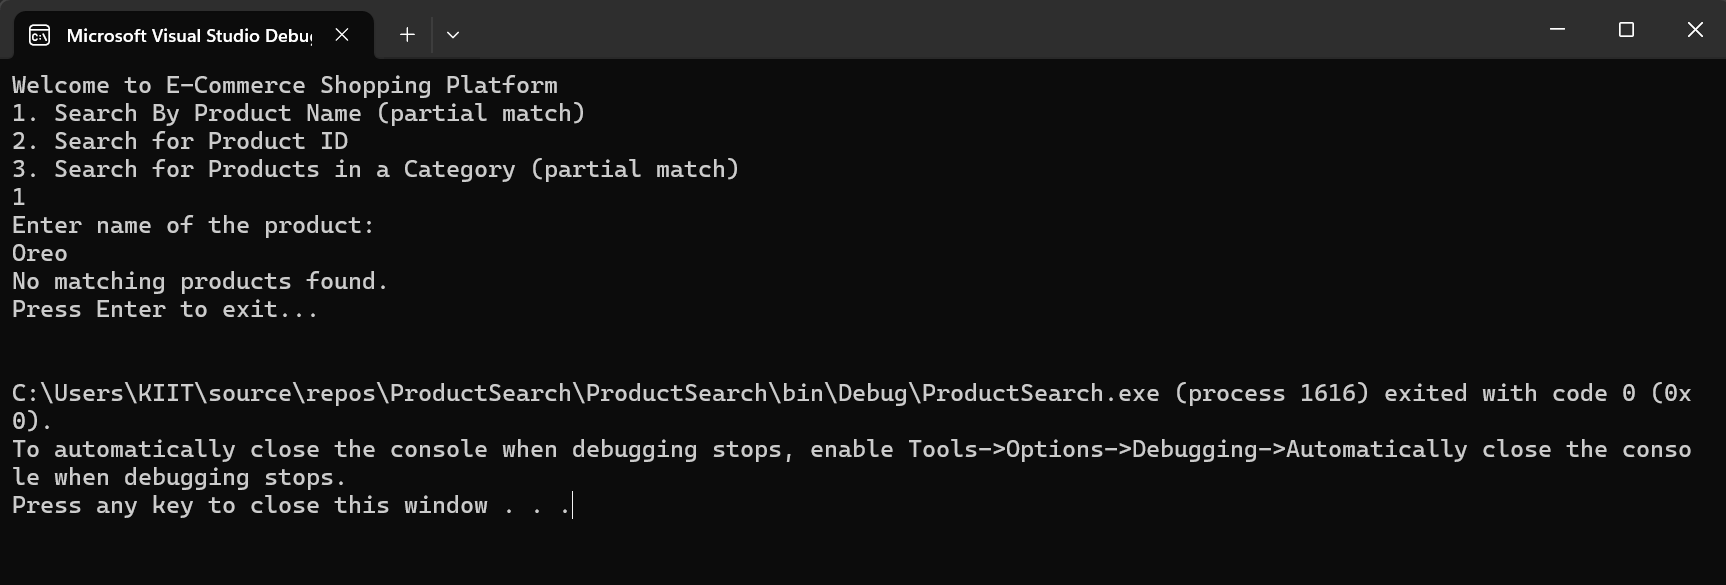 Microsoft Visual Studio Debug
Welcome to E-Commerce Shopping Platform
1. Search By Product Name (partial match)
2. Search for Product ID
3. Search for Products in a Category (partial match)
1
Enter name of the product:
Oreo
No matching products found.
Press Enter to exit...
C:\Users\KIIT\source\repos\ProductSearch\ProductSearch\bin\Debug\ProductSearch.exe (process 1616) exited with code 0 (0x
0).
To automatically close the console when debugging stops, enable Tools->Options->Debugging->Automatically close the conso
le when debugging stops.
Press any key to close this window . . .